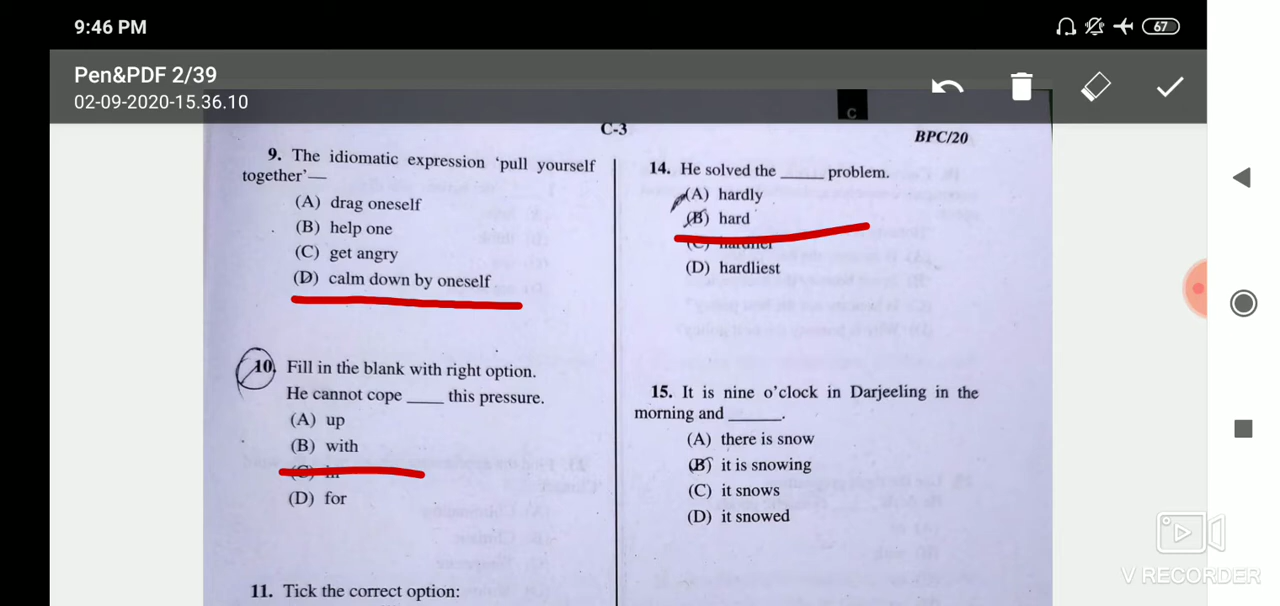 9:46 PM
67
Pen&PDF 2/39
02-09-2020-15.36.10
C
C-3
BPC/20
9. The idiomatic expression ‘pull yourself
together’—
(A) drag oneself
(B) help one
(C) get angry
(D) calm down by oneself
10. Fill in the blank with right option.
He cannot cope ____ this pressure.
(A) up
(B) with
(C) in
(D) for
11. Tick the correct option:
14. He solved the ____ problem.
(A) hardly
(B) hard
(C) hardlier
(D) hardliest
15. It is nine o’clock in Darjeeling in the
morning and ______.
(A) there is snow
(B) it is snowing
(C) it snows
(D) it snowed
V RECORDER